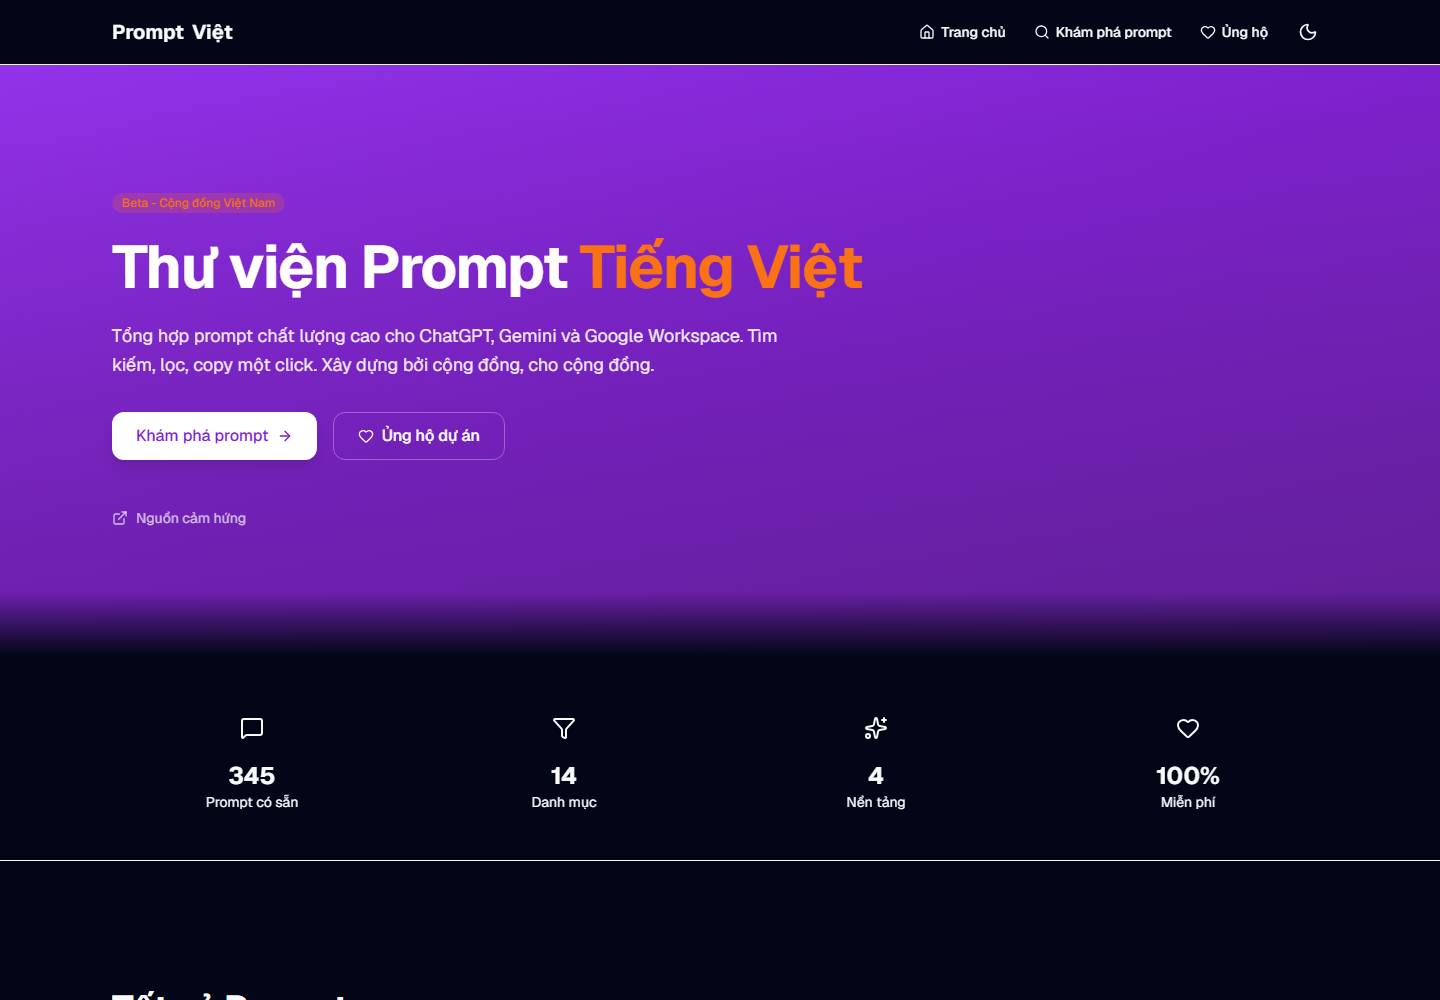 Prompt Việt
Trang chủ
Khám phá prompt
Ủng hộ
Beta - Cộng đồng Việt Nam
Thư viện Prompt Tiếng Việt
Tổng hợp prompt chất lượng cao cho ChatGPT, Gemini và Google Workspace. Tìm
kiếm, lọc, copy một click. Xây dựng bởi cộng đồng, cho cộng đồng.
Khám phá prompt
Ủng hộ dự án
Nguồn cảm hứng
345
Prompt có sẵn
14
Danh mục
4
Nền tảng
100%
Miễn phí